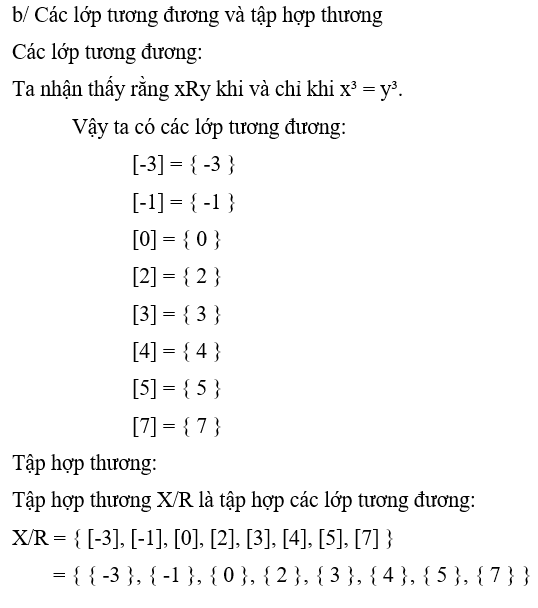 b/ Các lớp tương đương và tập hợp thương
Các lớp tương đương:
Ta nhận thấy rằng xRy khi và chỉ khi x³ = y³.
Vậy ta có các lớp tương đương:
[-3] = { -3 }
[-1] = { -1 }
[0] = { 0 }
[2] = { 2 }
[3] = { 3 }
[4] = { 4 }
[5] = { 5 }
[7] = { 7 }
Tập hợp thương:
Tập hợp thương X/R là tập hợp các lớp tương đương:
X/R = { [-3], [-1], [0], [2], [3], [4], [5], [7] }
= { { -3 }, { -1 }, { 0 }, { 2 }, { 3 }, { 4 }, { 5 }, { 7 } }